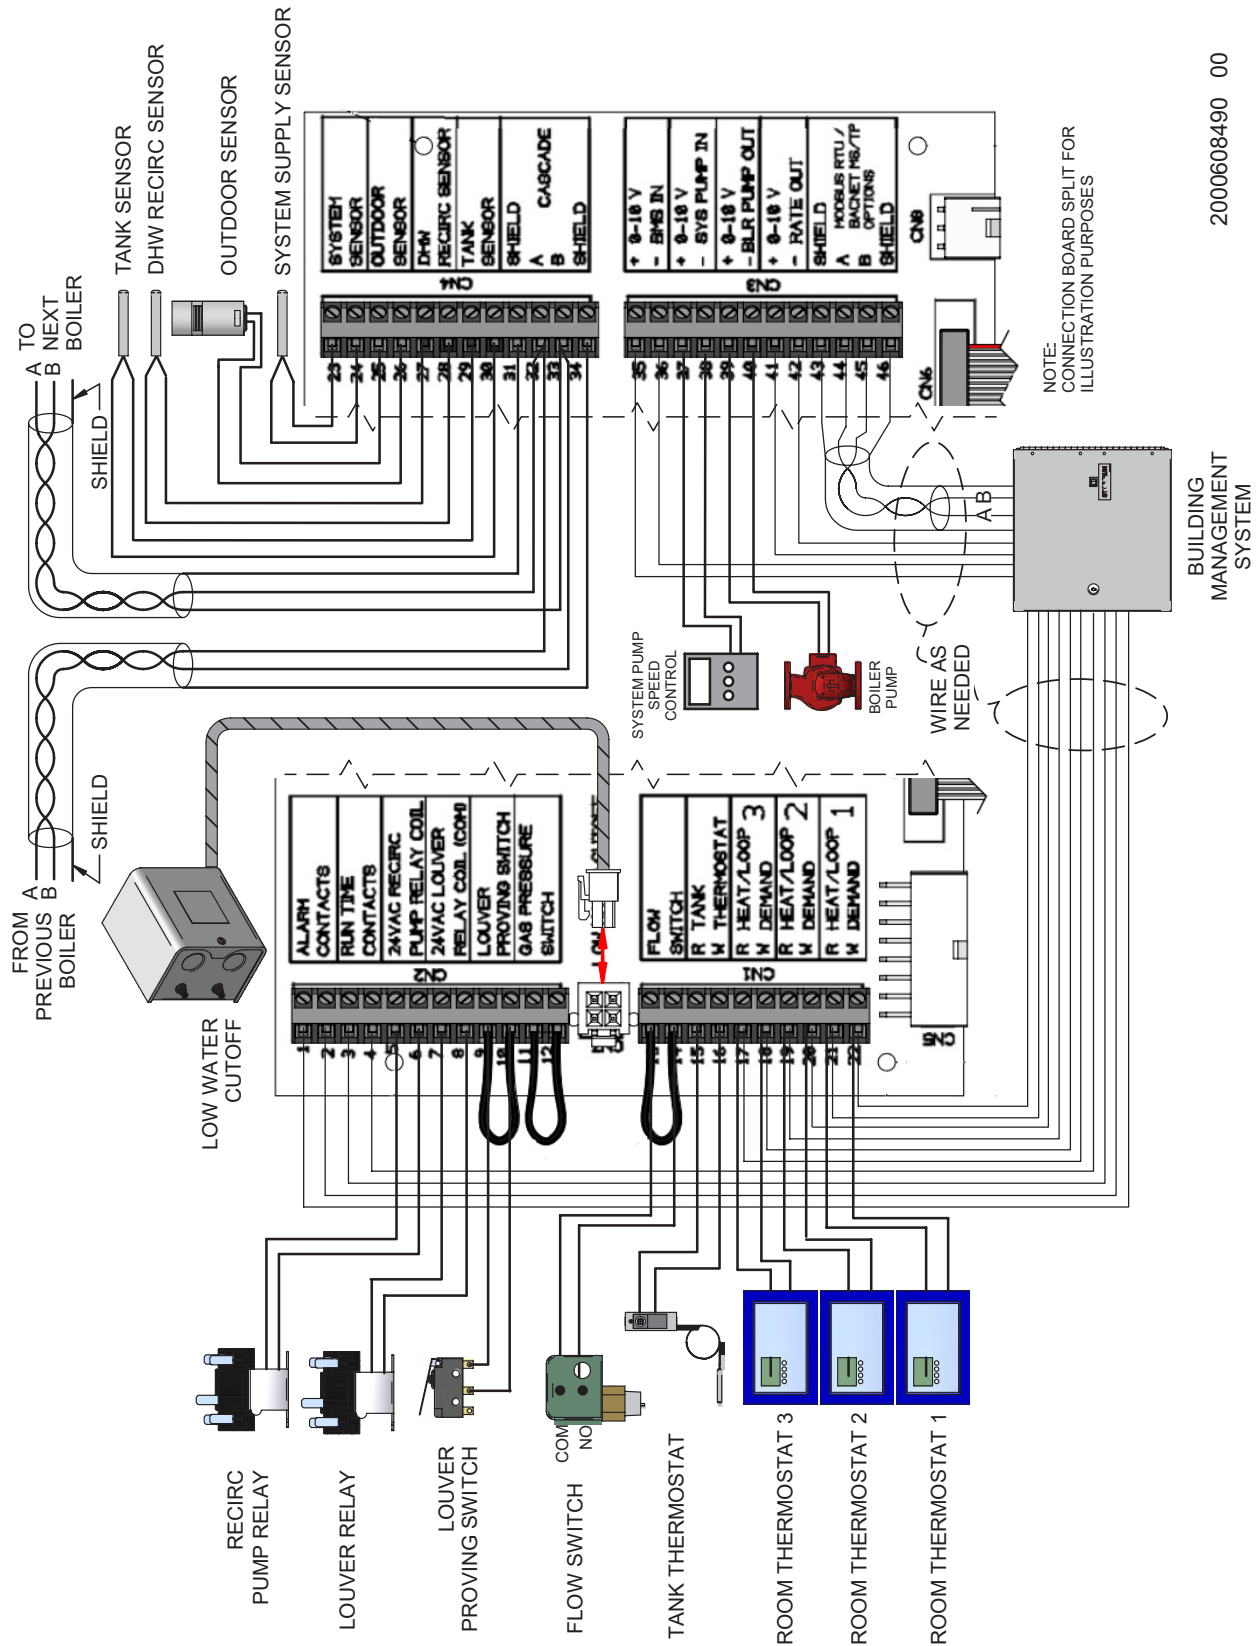 FROM
PREVIOUS
BOILER
A
B
SHIELD
TO
NEXT
BOILER
A
B
SHIELD
TANK SENSOR
DHW RECIRC SENSOR
OUTDOOR SENSOR
SYSTEM SUPPLY SENSOR
LOW WATER
CUTOFF
RECIRC
PUMP RELAY
LOUVER RELAY
LOUVER
PROVING SWITCH
FLOW SWITCH
COM
NO
TANK THERMOSTAT
ROOM THERMOSTAT 3
ROOM THERMOSTAT 2
ROOM THERMOSTAT 1
ALARM
CONTACTS
RUN TIME
CONTACTS
24VAC RECIRC
PUMP RELAY COIL
24VAC LOUVER
RELAY COIL (COM)
LOUVER
PROVING SWITCH
GAS PRESSURE
SWITCH
CN2
1
2
3
4
5
6
7
8
9
10
11
12
FLOW
SWITCH
R TANK
W THERMOSTAT
R HEAT/LOOP
W DEMAND 3
R HEAT/LOOP
W DEMAND 2
R HEAT/LOOP
W DEMAND 1
CN1
13
14
15
16
17
18
19
20
21
22
SYSTEM
SENSOR
OUTDOOR
SENSOR
DHW
RECIRC SENSOR
TANK
SENSOR
SHIELD
A
CASCADE
B
SHIELD
CN4
23
24
25
26
27
28
29
30
31
32
33
34
+ 0-10 V
- BMS IN
+ 0-10 V
- SYS PUMP IN
+ 0-10 V
-BLR PUMP OUT
+ 0-10 V
- RATE OUT
SHIELD
A MODBUS RTU /
BACNET MS/TP
B OPTIONS
SHIELD
CN3
35
36
37
38
39
40
41
42
43
44
45
46
CN8
CN6
SYSTEM PUMP
SPEED
CONTROL
BOILER
PUMP
WIRE AS
NEEDED
A B
BUILDING
MANAGEMENT
SYSTEM
NOTE:
CONNECTION BOARD SPLIT FOR
ILLUSTRATION PURPOSES
2000608490 00